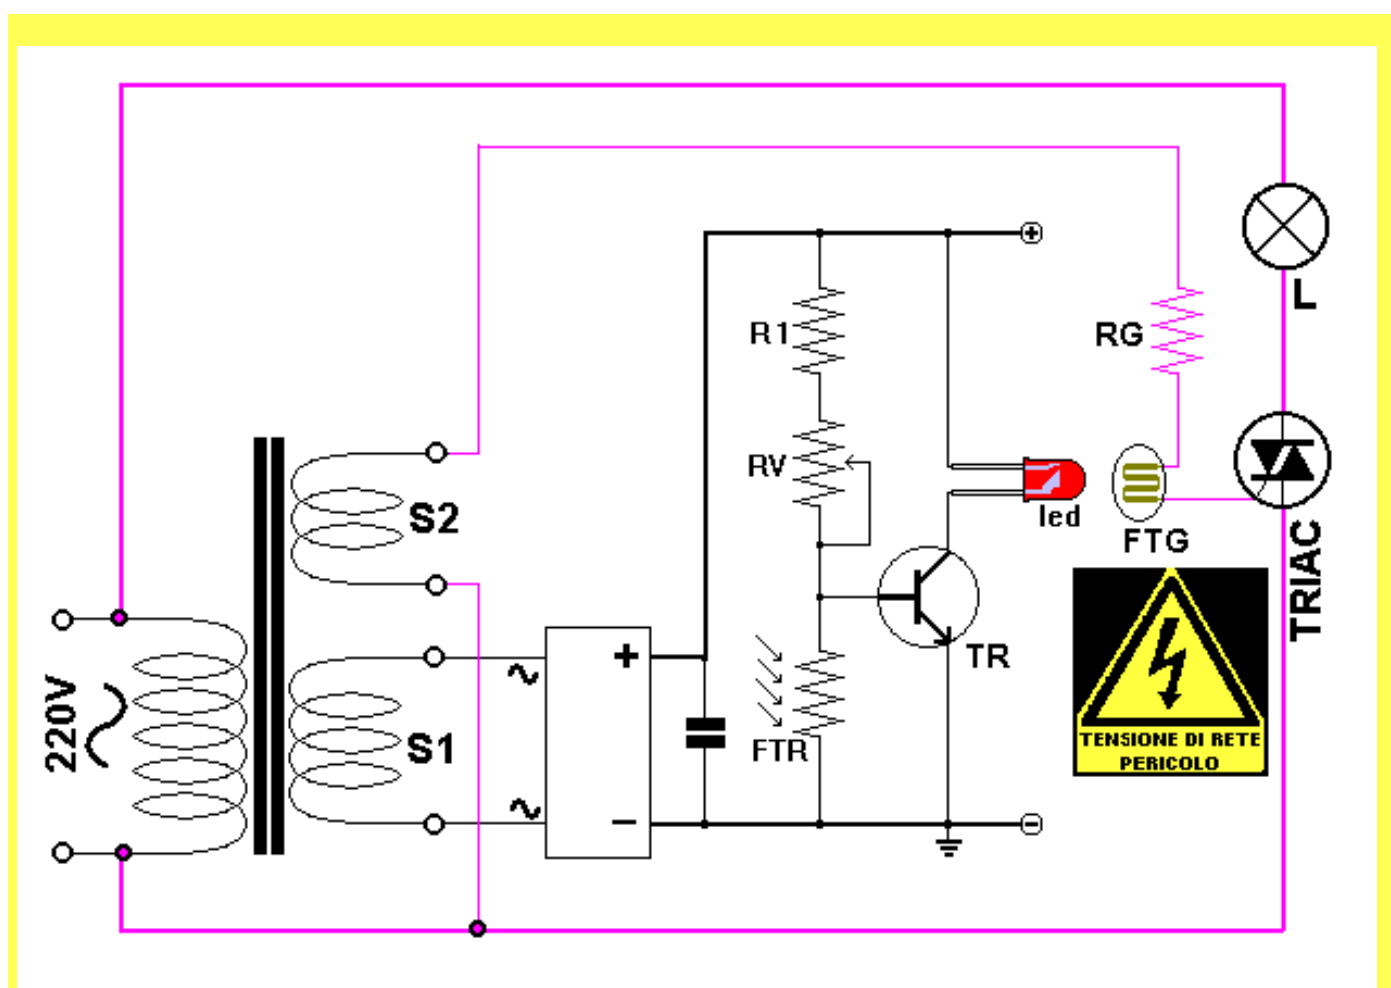 L
R1
RG
RV
led
S2
FTG
TRIAC
TR
220V
S1
FTR
+
−
TENSIONE DI RETE
PERICOLO